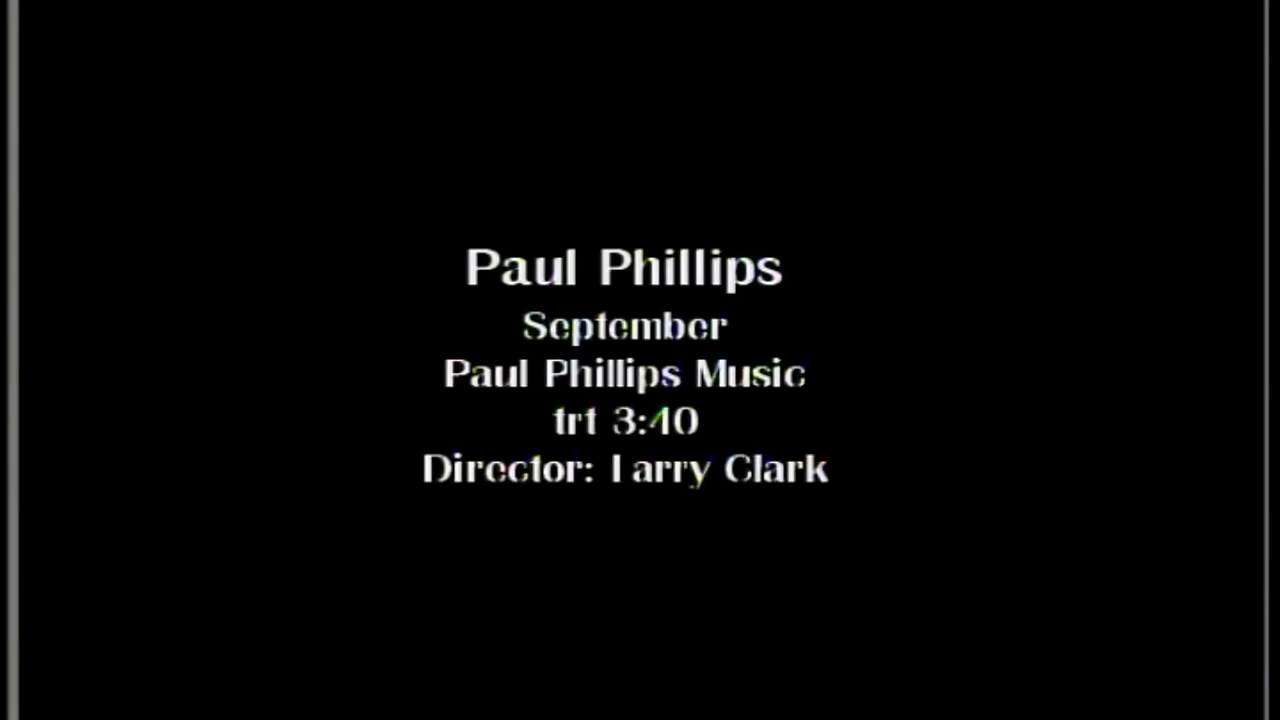 Paul Phillips
September
Paul Phillips Music
trt 3:40
Director: Larry Clark